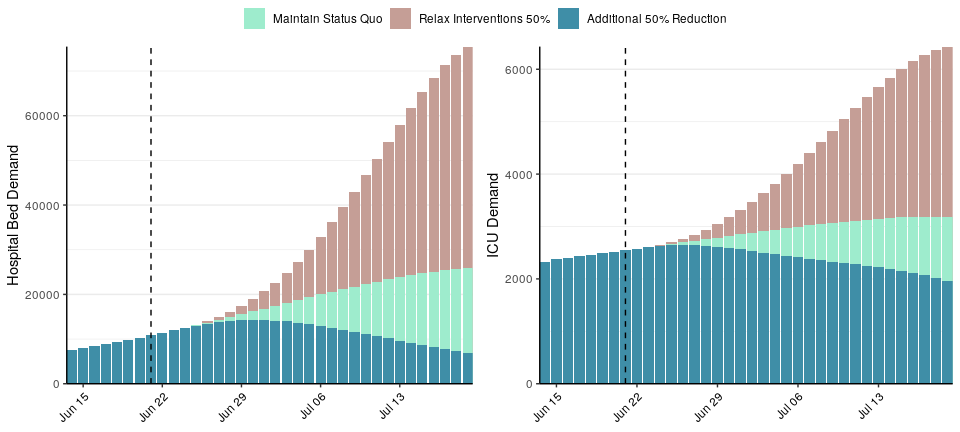 Maintain Status Quo Relax Interventions 50% Additional 50% Reduction
Hospital Bed Demand
60000
40000
20000
0
Jun 15 Jun 22 Jun 29 Jul 06 Jul 13
ICU Demand
6000
4000
2000
0
Jun 15 Jun 22 Jun 29 Jul 06 Jul 13